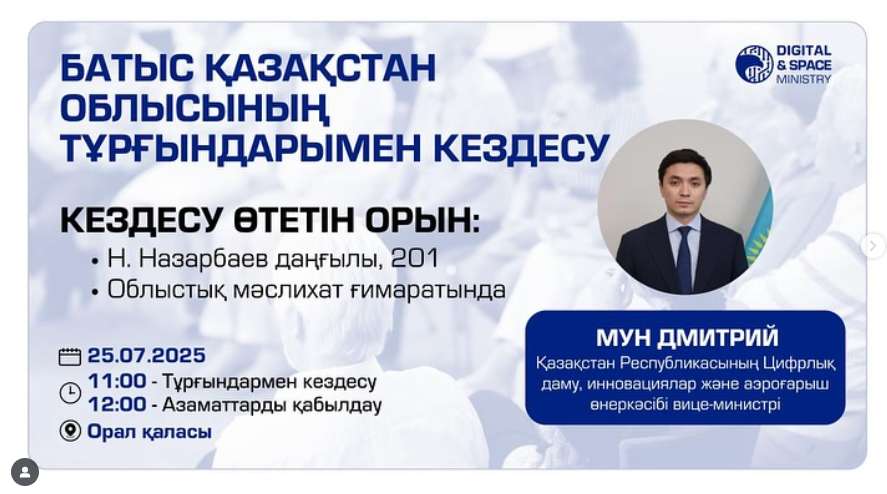 БАТЫС ҚАЗАҚСТАН
ОБЛЫСЫНЫҢ
ТҰРҒЫНДАРЫМЕН КЕЗДЕСУ
DIGITAL
& SPACE
MINISTRY
КЕЗДЕСУ ӨТЕТІН ОРЫН:
• Н. Назарбаев даңғылы, 201
• Облыстық мәслихат ғимаратында
МУН ДМИТРИЙ
Қазақстан Республикасының Цифрлық
даму, инновациялар және аэроғарыш
өнеркәсібі вице-министрі
25.07.2025
11:00 - Тұрғындармен кездесу
12:00 - Азаматтарды қабылдау
Орал қаласы